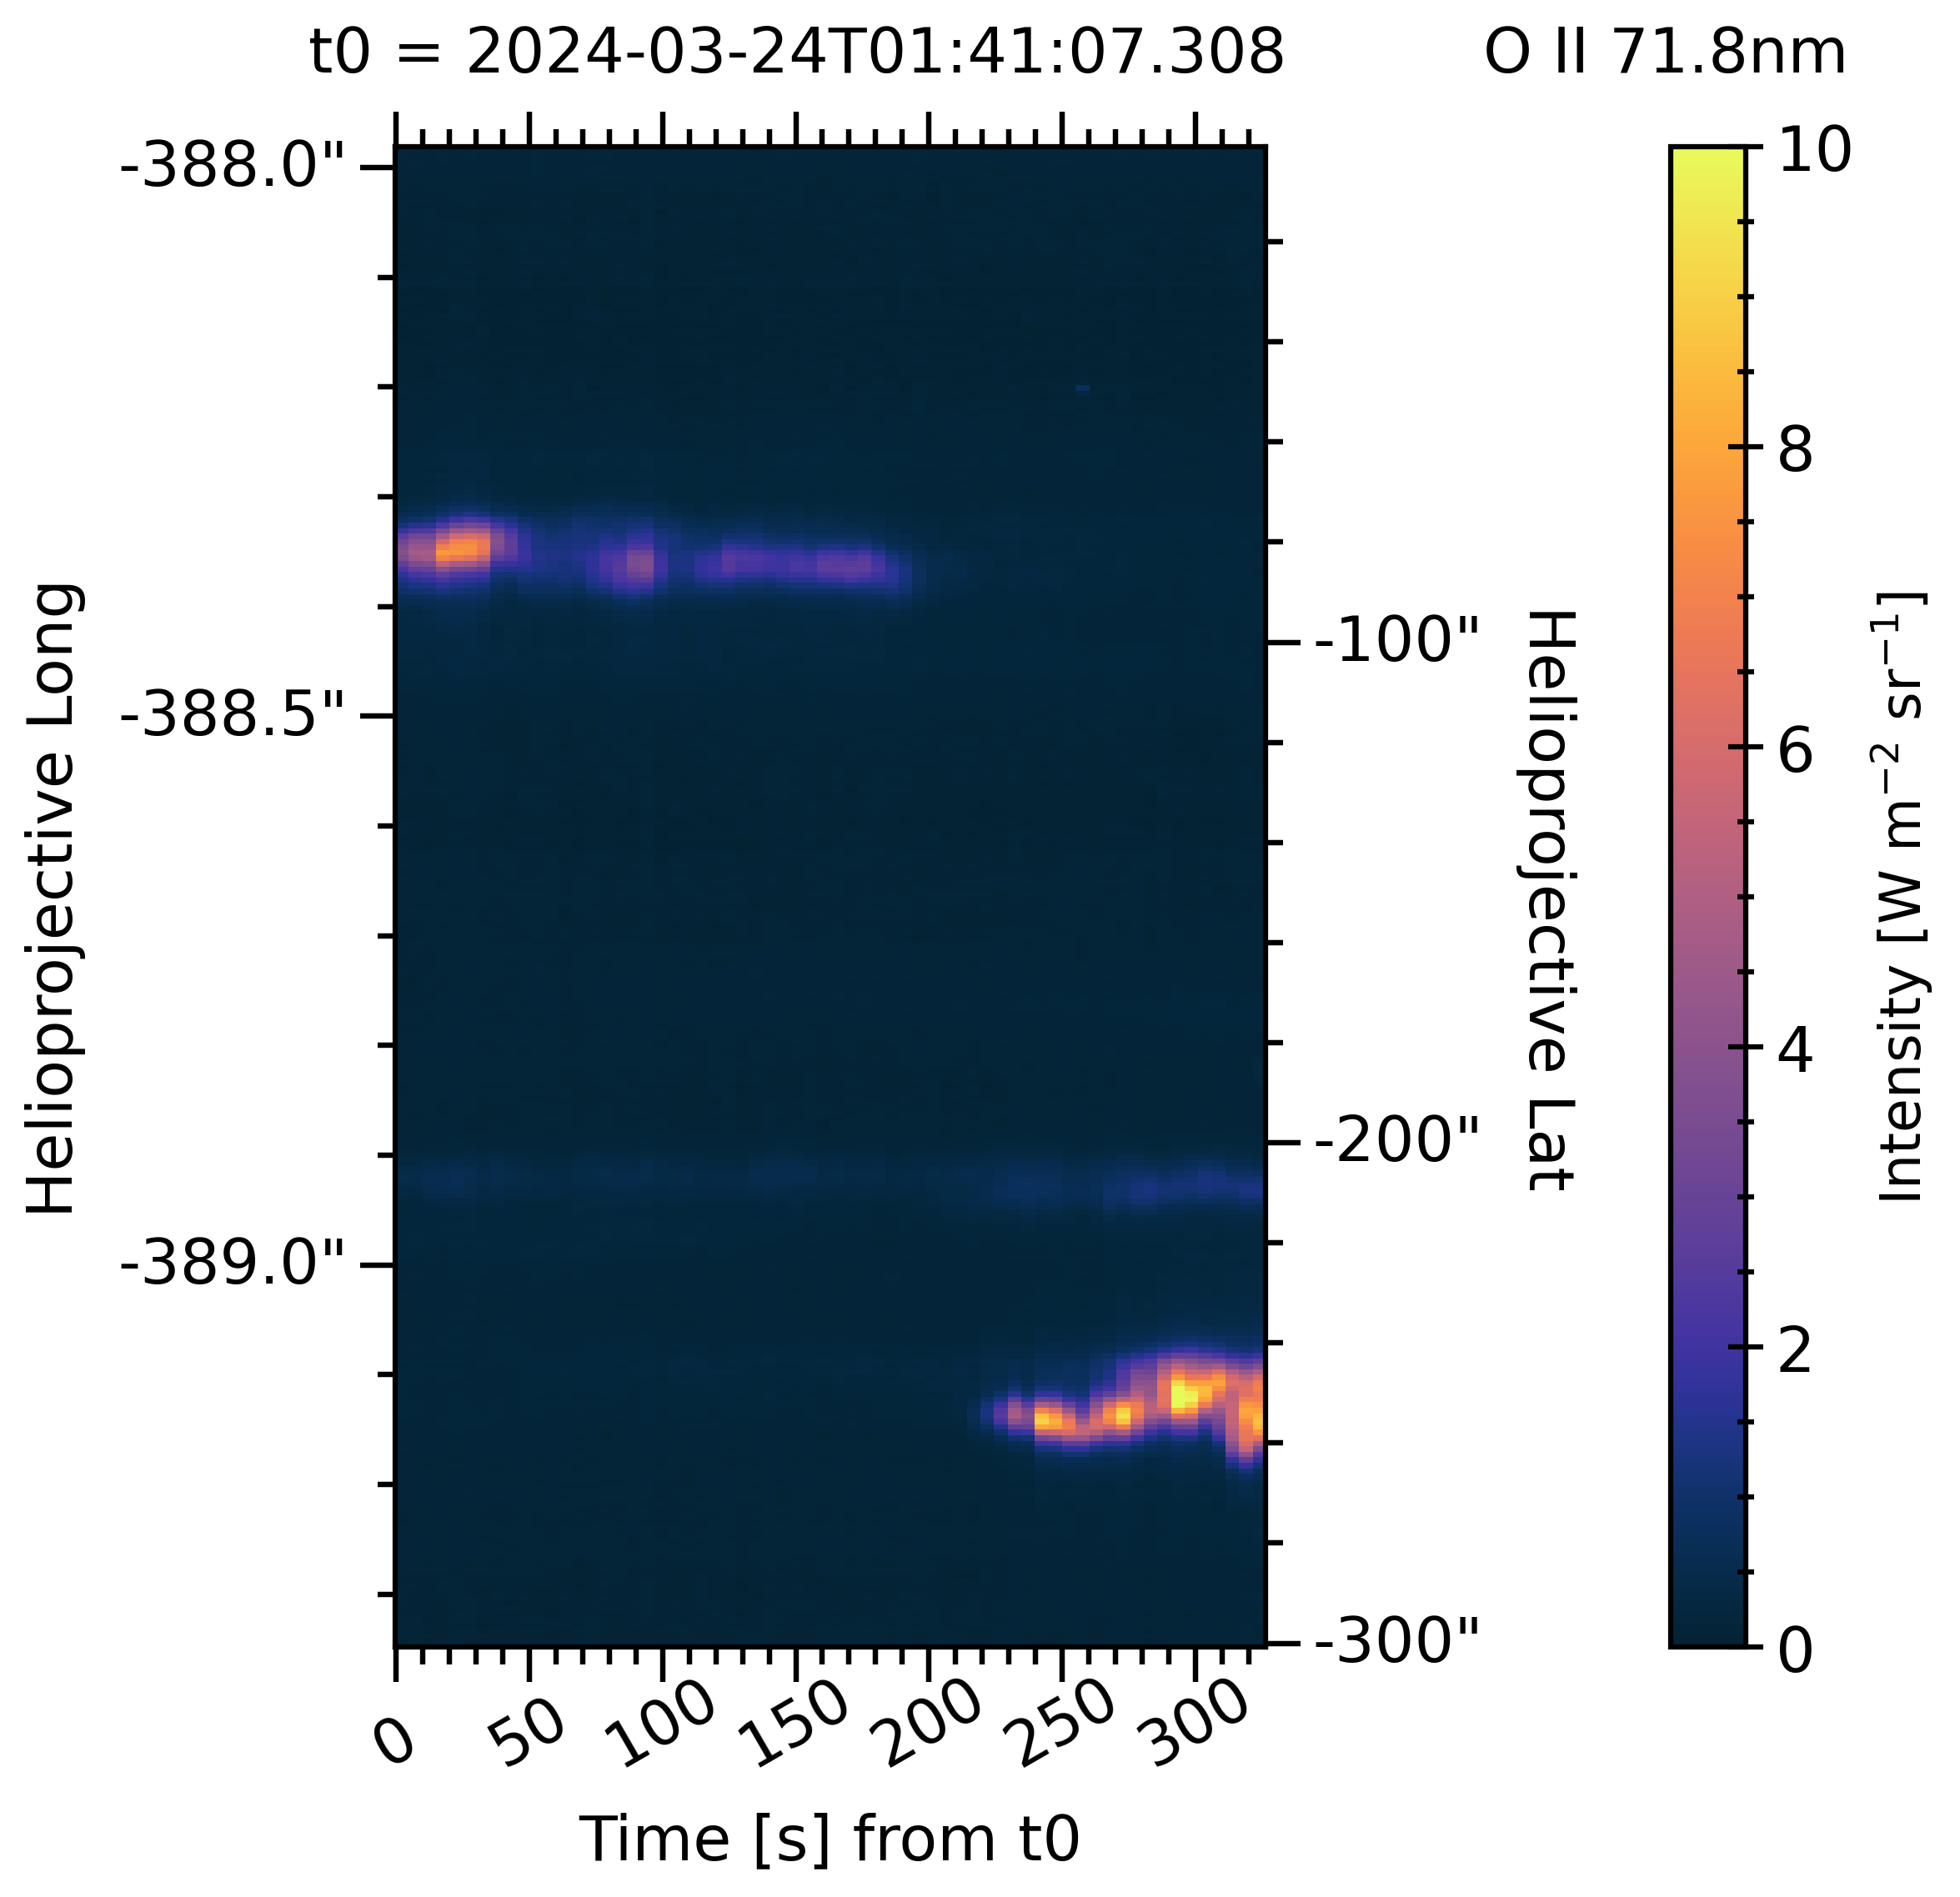 t0 = 2024-03-24T01:41:07.308
O II 71.8nm
-388.0"
-388.5"
-389.0"
Helioprojective Long
-100"
-200"
-300"
Helioprojective Lat
10
8
6
4
2
0
Intensity [W m⁻² sr⁻¹]
0 50 100 150 200 250 300
Time [s] from t0